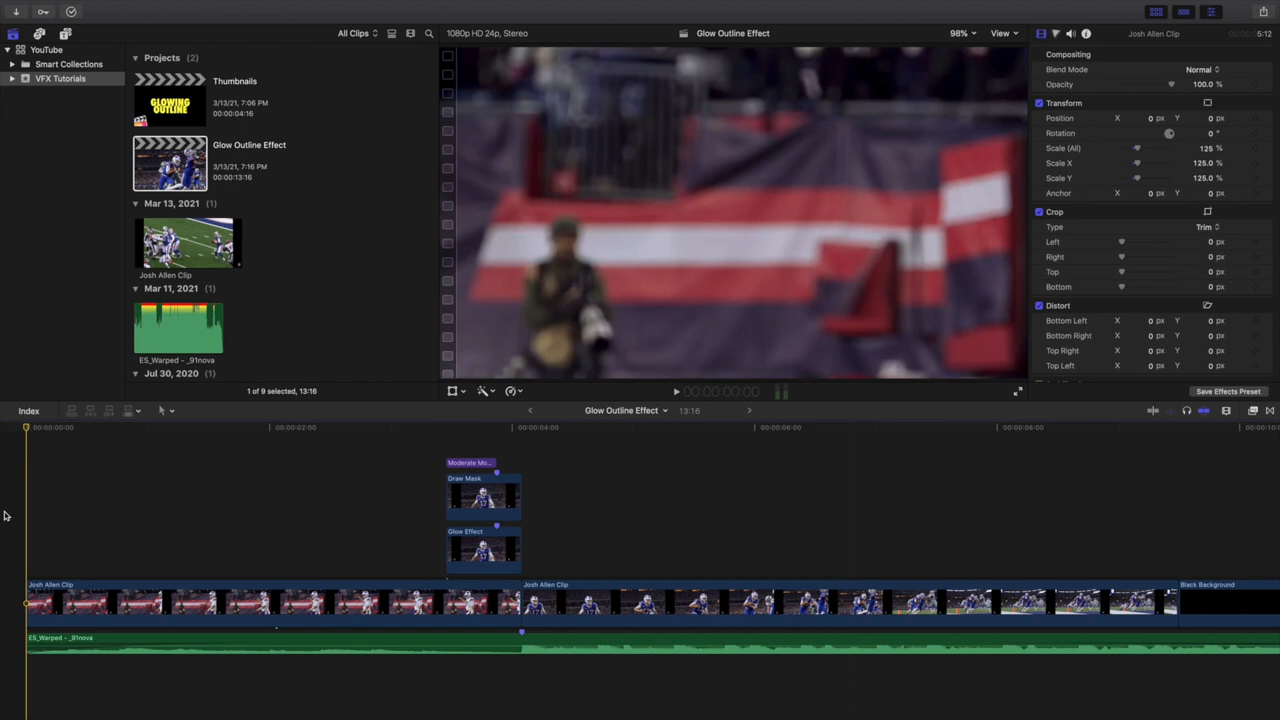 All Clips
1080p HD 24p, Stereo
Glow Outline Effect
98%
View
Josh Allen Clip
5:12
YouTube
Smart Collections
VFX Tutorials
Projects (2)
Thumbnails
3/13/21, 7:06 PM
00:00:04:16
GLOWING
OUTLINE
Glow Outline Effect
3/13/21, 7:16 PM
00:00:13:16
Mar 13, 2021 (1)
Josh Allen Clip
Mar 11, 2021 (1)
ES_Warped - _91nova
Jul 30, 2020 (1)
1 of 9 selected, 13:16
00:00:00:00
Compositing
Blend Mode Normal
Opacity 100.0 %
Transform
Position X 0 px Y 0 px
Rotation 0 °
Scale (All) 125 %
Scale X 125.0 %
Scale Y 125.0 %
Anchor X 0 px Y 0 px
Crop
Type Trim
Left 0 px
Right 0 px
Top 0 px
Bottom 0 px
Distort
Bottom Left X 0 px Y 0 px
Bottom Right X 0 px Y 0 px
Top Right X 0 px Y 0 px
Top Left X 0 px Y 0 px
Save Effects Preset
Index
Glow Outline Effect 13:16
00:00:00:00 00:00:02:00 00:00:04:00 00:00:06:00 00:00:08:00 00:00:10:0
Moderate Mo...
Draw Mask
Glow Effect
Josh Allen Clip Josh Allen Clip Black Background
ES_Warped - _91nova